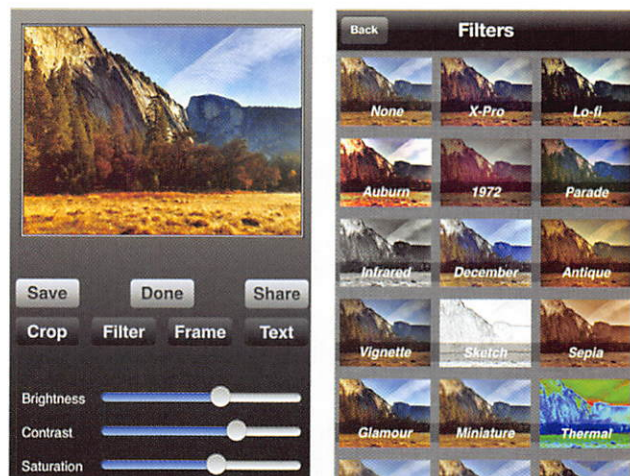 Save Done Share
Crop Filter Frame Text
Brightness
Contrast
Saturation
Back Filters
None X-Pro Lo-fi
Auburn 1972 Parade
Infrared December Antique
Vignette Sketch Sepia
Glamour Miniature Thermal